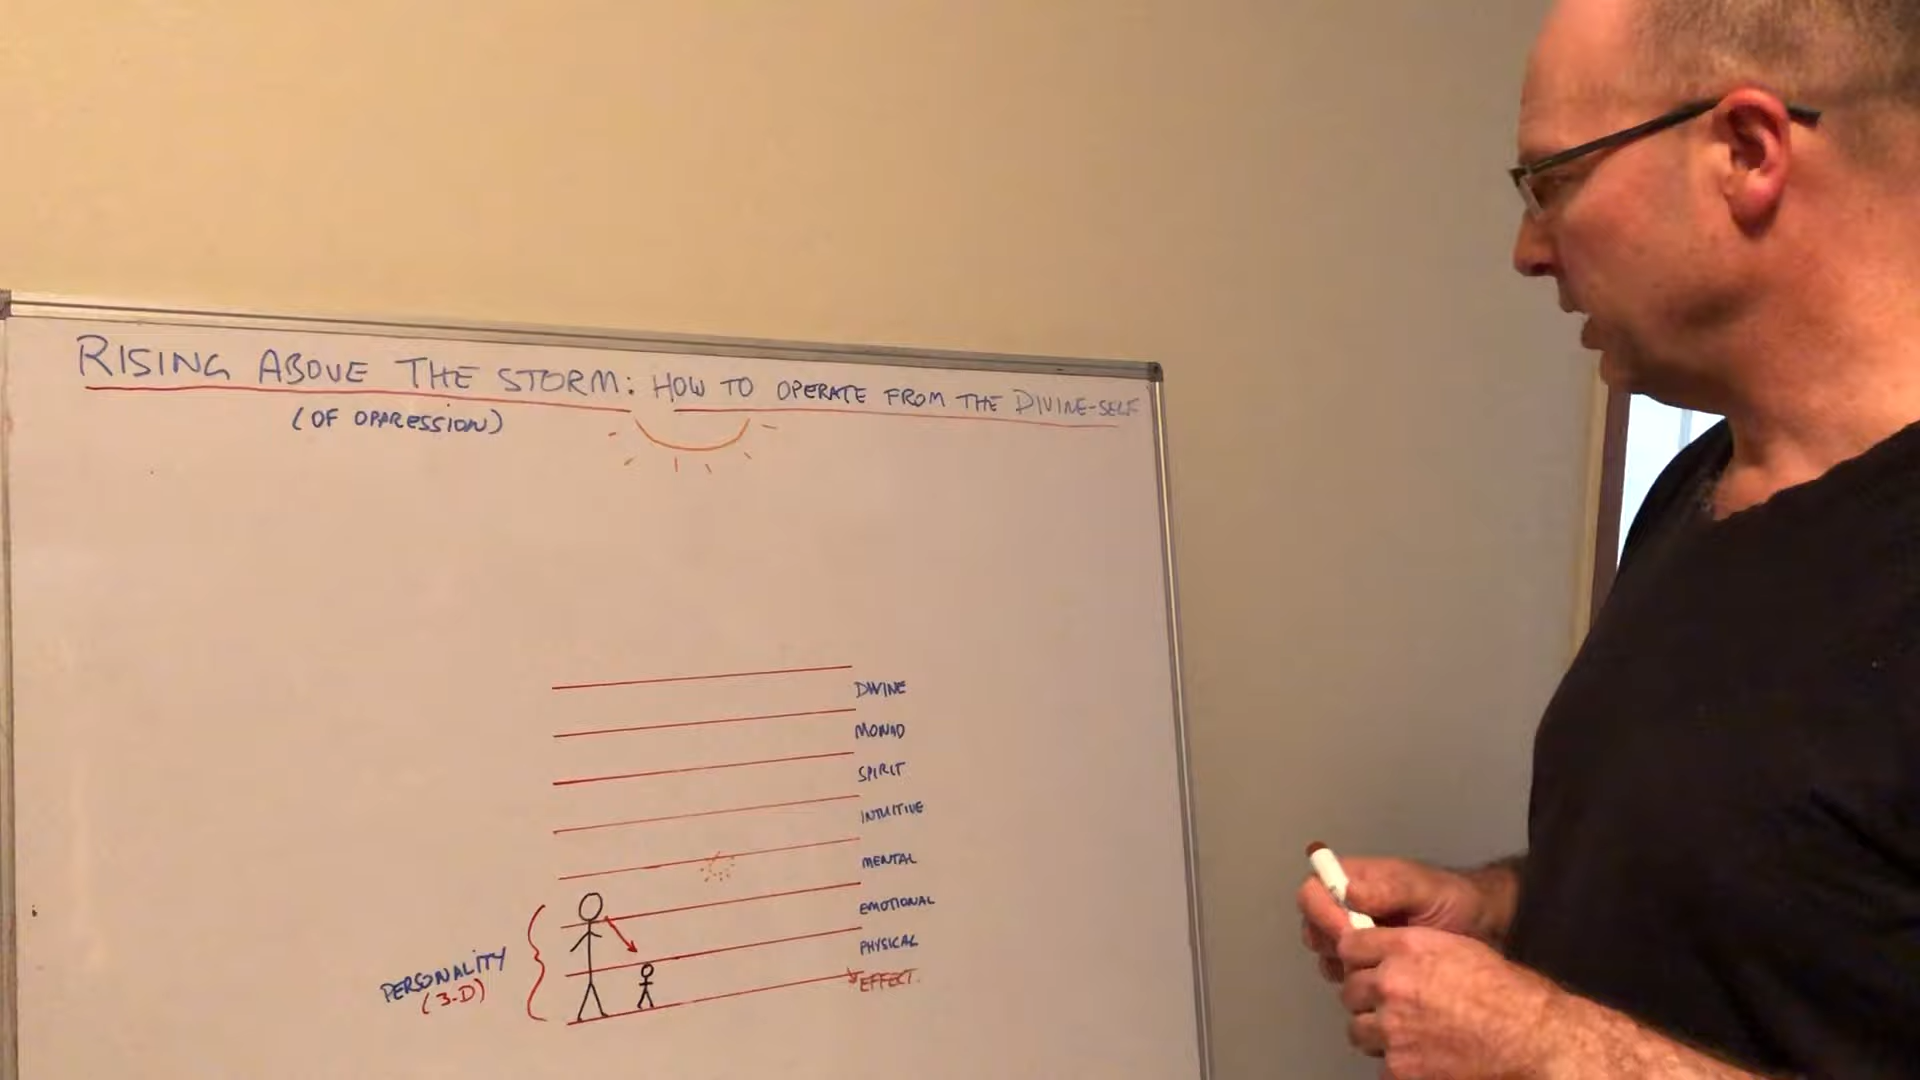 RISING ABOVE THE STORM: HOW TO OPERATE FROM THE DIVINE-SELF
(OF OPPRESSION)
DIVINE
MONAD
SPIRIT
INTUITIVE
MENTAL
EMOTIONAL
PHYSICAL
EFFECT.
PERSONALITY
(3-D)